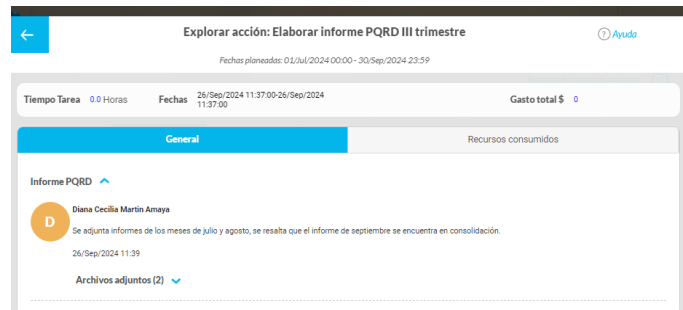 Explorar acción: Elaborar informe PQRD III trimestre
? Ayuda
Fechas planeadas: 01/Jul/2024 00:00 - 30/Sep/2024 23:59
Tiempo Tarea 0.0 Horas Fechas 26/Sep/2024 11:37:00-26/Sep/2024
11:37:00
Gasto total $ 0
General
Recursos consumidos
Informe PQRD
D
Diana Cecilia Martin Amaya
Se adjunta informes de los meses de julio y agosto, se resalta que el informe de septiembre se encuentra en consolidación.
26/Sep/2024 11:39
Archivos adjuntos (2)